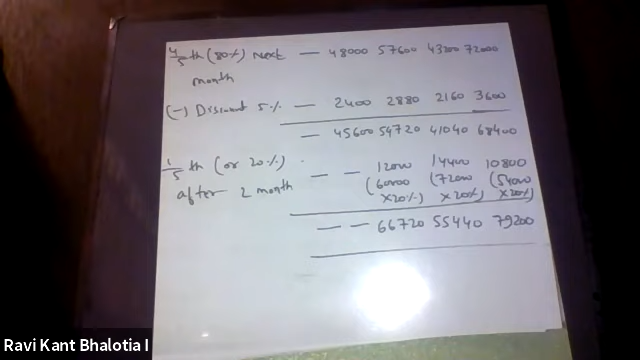 4/5 th (80%) Next — 48000 57600 43200 72000
month
(-) Discount 5% — 2400 2880 2160 3600
— 45600 54720 41040 68400
1/5 th (or 20%) — — 12000 14400 10800
after 2 month (60000 (72000 (54000
×20%) ×20%) ×20%)
— — 66720 55440 79200
Ravi Kant Bhalotia I